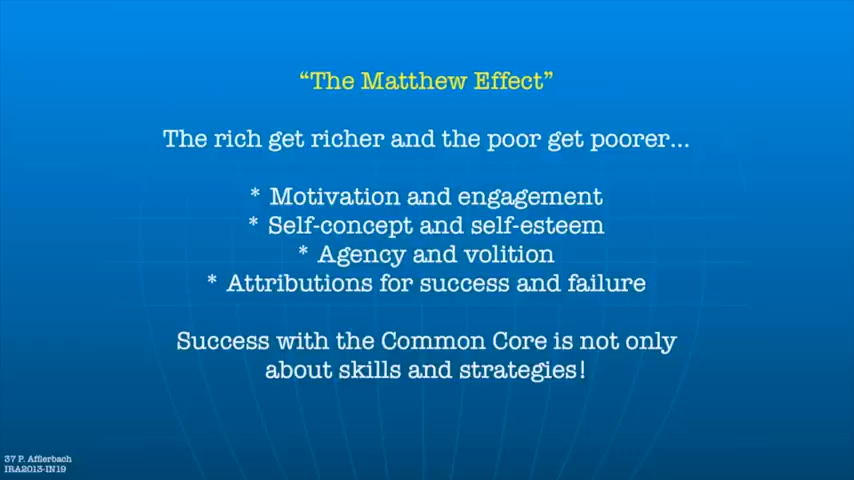 “The Matthew Effect”
The rich get richer and the poor get poorer...
* Motivation and engagement
* Self-concept and self-esteem
* Agency and volition
* Attributions for success and failure
Success with the Common Core is not only
about skills and strategies!
37 P. Afflerbach
IRA2013-IN19